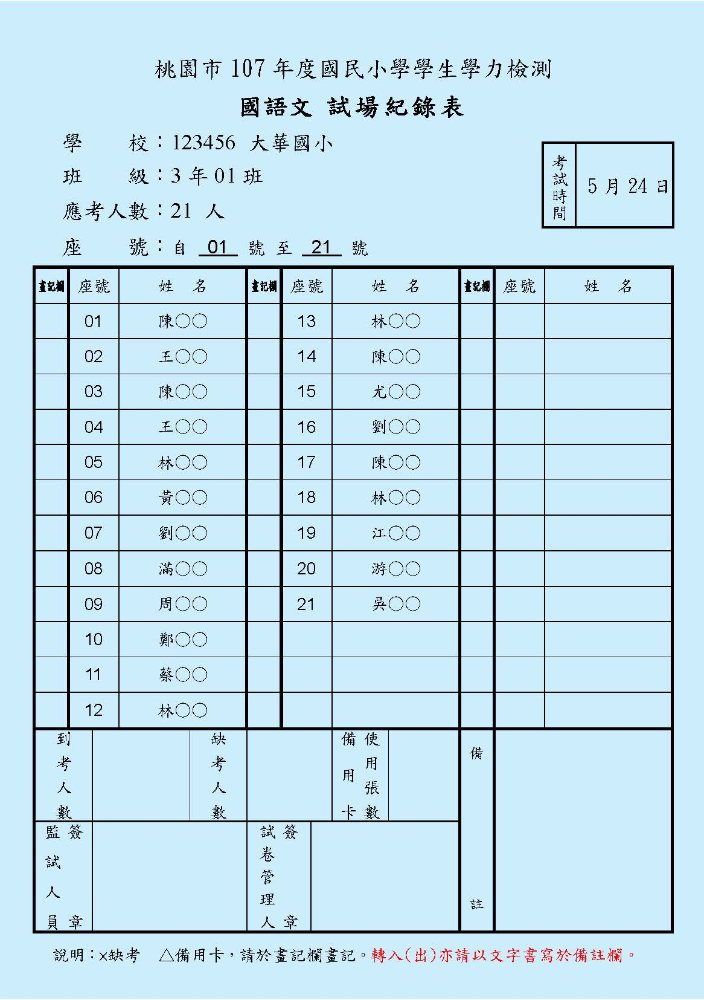 桃園市 107 年度國民小學學生學力檢測
國語文 試場紀錄表
學 校：123456 大華國小
班 級：3 年 01 班
應考人數：21 人
座 號：自 01 號 至 21 號
考試時間 5 月 24 日
畫記欄 座號 姓 名 畫記欄 座號 姓 名 畫記欄 座號 姓 名
01 陳○○ 13 林○○
02 王○○ 14 陳○○
03 陳○○ 15 尤○○
04 王○○ 16 劉○○
05 林○○ 17 陳○○
06 黃○○ 18 林○○
07 劉○○ 19 江○○
08 滿○○ 20 游○○
09 周○○ 21 吳○○
10 鄭○○
11 蔡○○
12 林○○
到考人數 缺考人數 備用卡使用張數 備註
監試人員簽章 試卷管理人簽章
說明：×缺考 △備用卡，請於畫記欄畫記。轉入(出)亦請以文字書寫於備註欄。